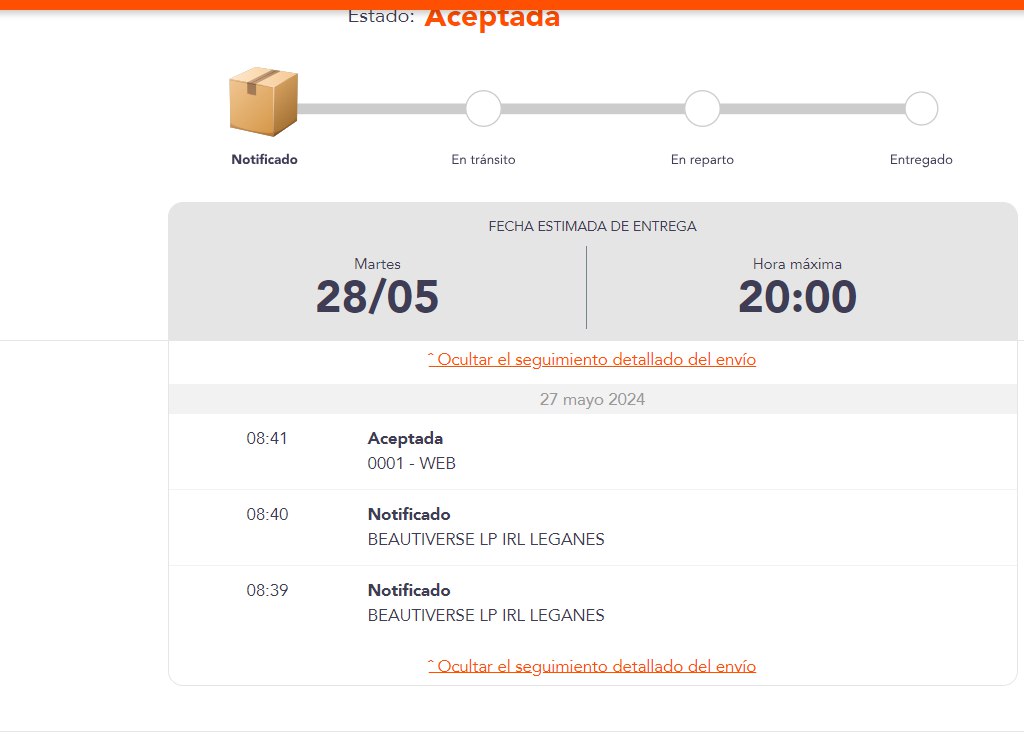 Estado: Aceptada
Notificado En tránsito En reparto Entregado
FECHA ESTIMADA DE ENTREGA
Martes Hora máxima
28/05 20:00
ˆ Ocultar el seguimiento detallado del envío
27 mayo 2024
08:41 Aceptada
0001 - WEB
08:40 Notificado
BEAUTIVERSE LP IRL LEGANES
08:39 Notificado
BEAUTIVERSE LP IRL LEGANES
ˆ Ocultar el seguimiento detallado del envío